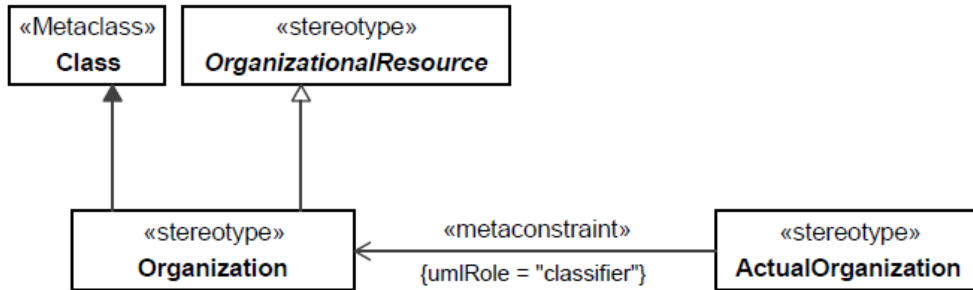 «Metaclass»
Class
«stereotype»
OrganizationalResource
«stereotype»
Organization
«metaconstraint»
{umlRole = "classifier"}
«stereotype»
ActualOrganization